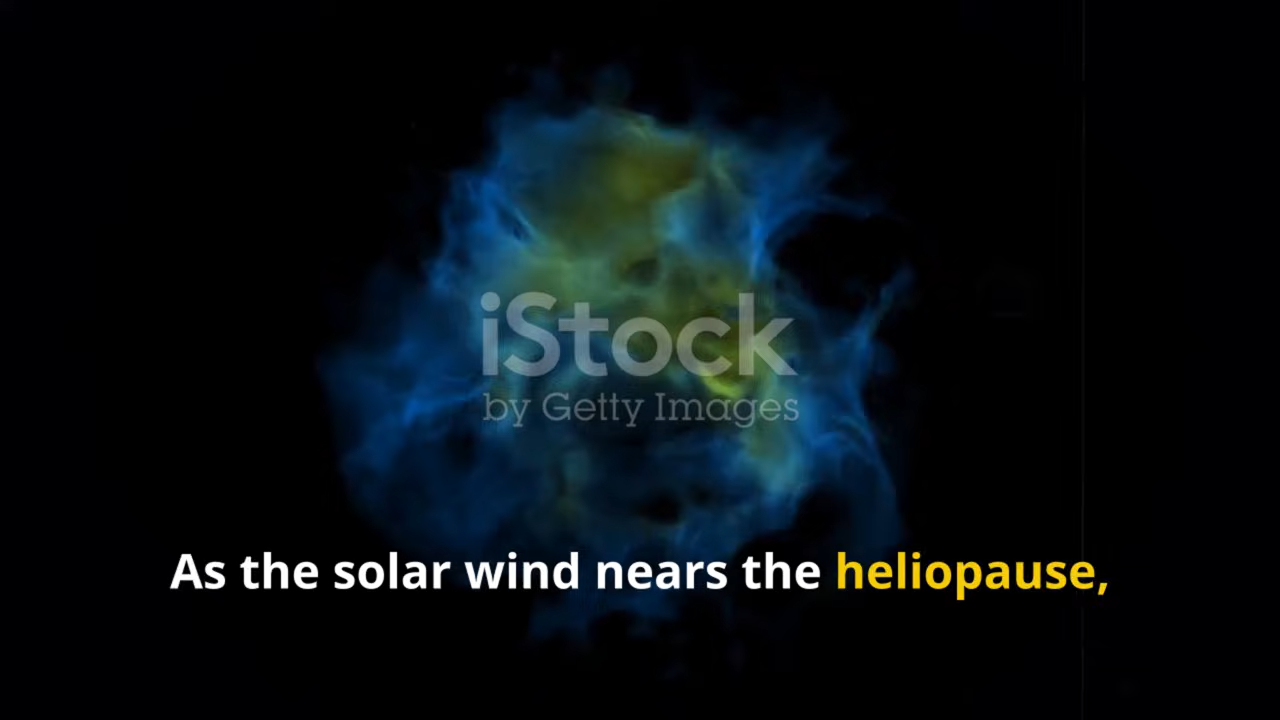 iStock
by Getty Images
As the solar wind nears the heliopause,